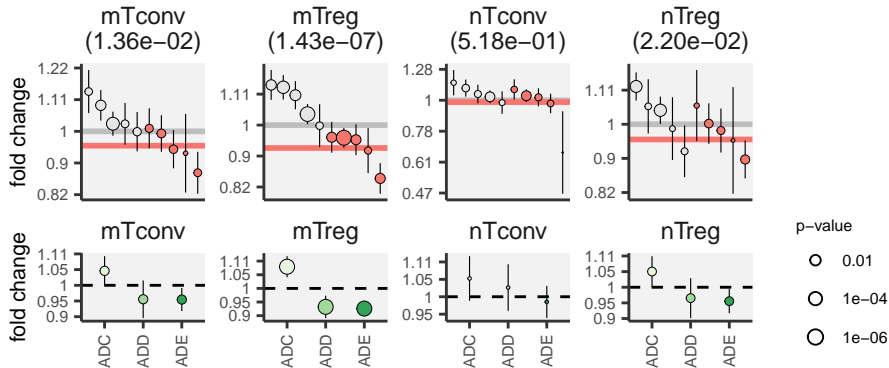 mTconv
(1.36e−02)
mTreg
(1.43e−07)
nTconv
(5.18e−01)
nTreg
(2.20e−02)
fold change
1.22
1.11
1
0.9
0.82
1.11
1
0.9
0.82
1.28
1
0.78
0.61
0.47
1.11
1
0.9
0.82
mTconv
mTreg
nTconv
nTreg
fold change
1.11
1.05
1
0.95
0.9
1.11
1.05
1
0.95
0.9
1.11
1.05
1
0.95
0.9
1.11
1.05
1
0.95
0.9
ADC
ADD
ADE
ADC
ADD
ADE
ADC
ADD
ADE
ADC
ADD
ADE
p−value
0.01
1e−04
1e−06